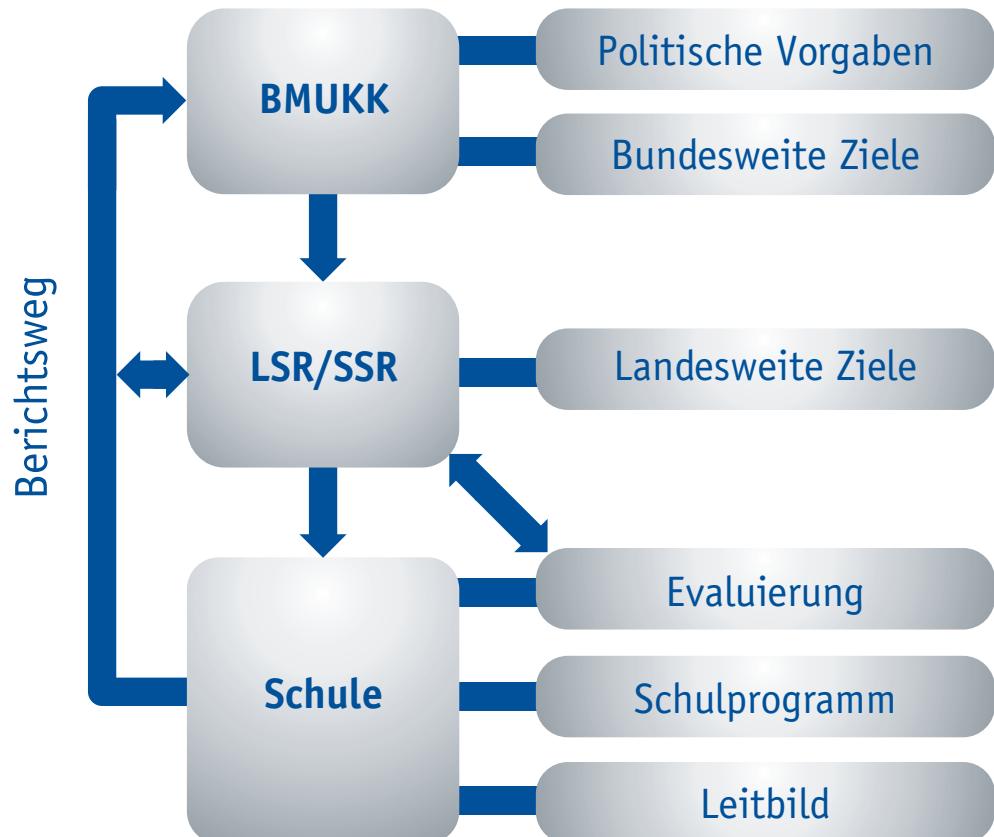 BMUKK
Politische Vorgaben
Bundesweite Ziele
Berichtsweg
LSR/SSR
Landesweite Ziele
Schule
Evaluierung
Schulprogramm
Leitbild